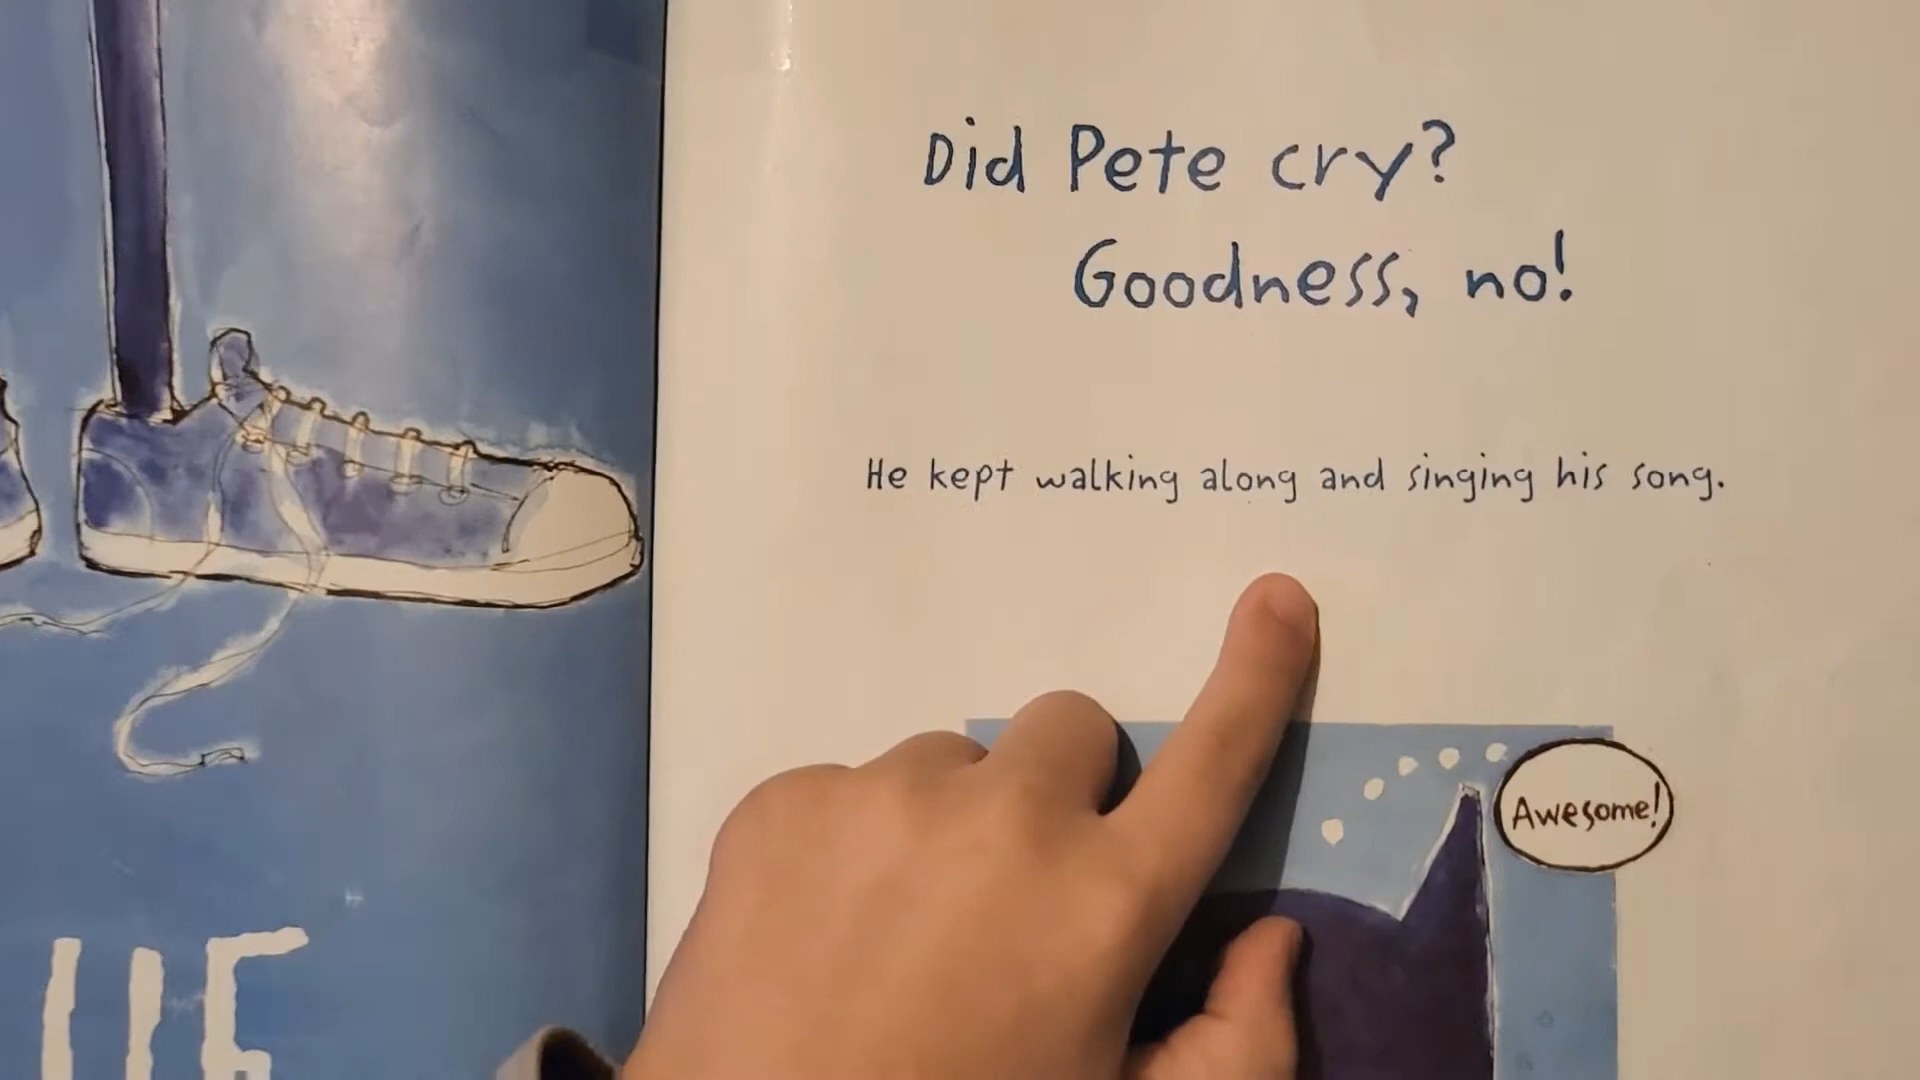 Did Pete cry?
Goodness, no!
He kept walking along and singing his song.
Awesome!